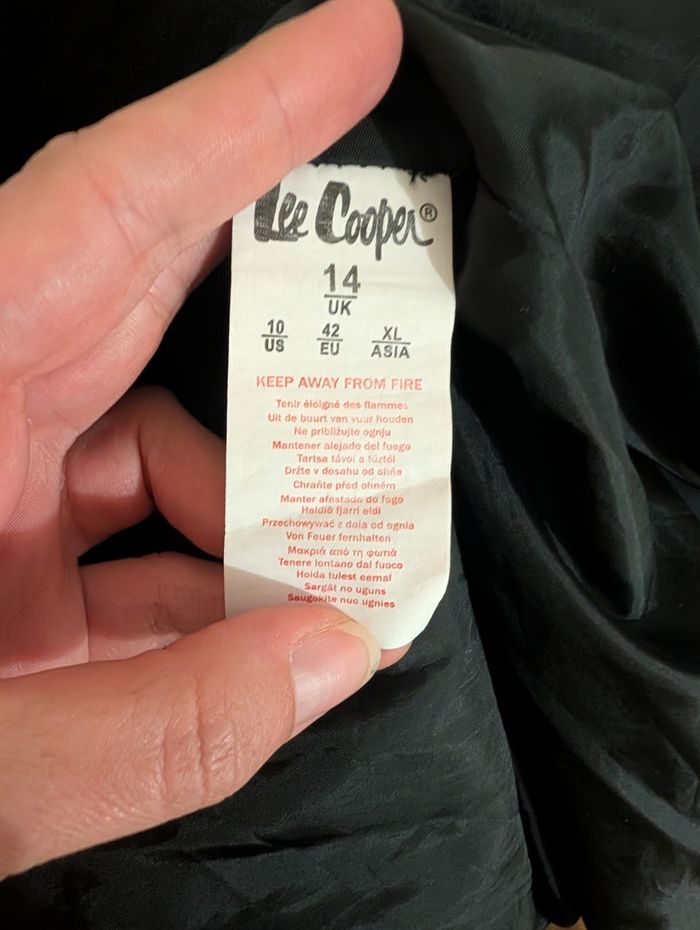 Lee Cooper®
14
UK
10 42 XL
US EU ASIA
KEEP AWAY FROM FIRE
Tenir éloigné des flammes
Uit de buurt van vuur houden
Ne približujte ognju
Mantener alejado del fuego
Tartsa távol a tűztől
Držte v dosahu od ohňa
Chraňte před ohněm
Manter afastado do fogo
Haldið fjarri eldi
Przechowywać z dala od ognia
Von Feuer fernhalten
Μακριά από τη φωτιά
Tenere lontano dal fuoco
Hoida tulest eemal
Sargāt no uguns
Saugokite nuo ugnies